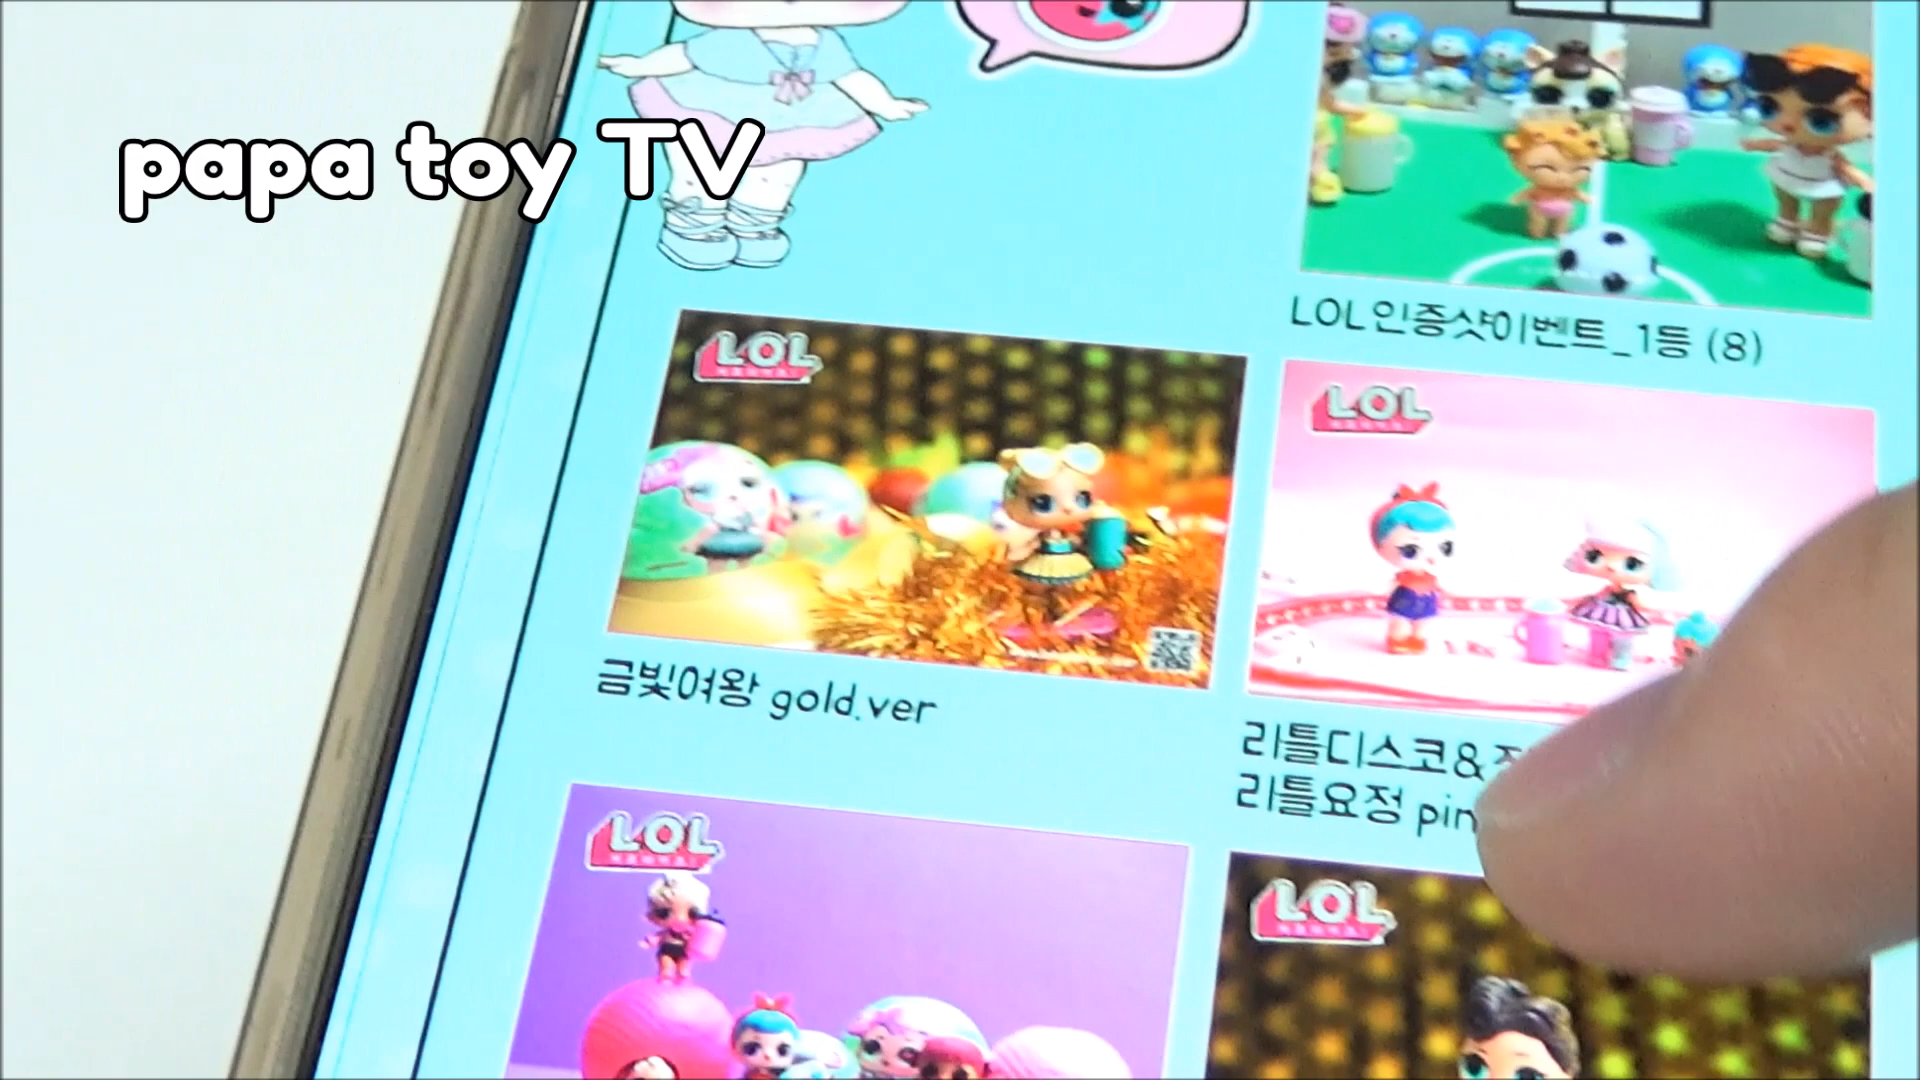 papa toy TV
LOL인증샷이벤트_1등 (8)
LOL
LOL
금빛여왕 gold.ver
리틀디스코&
리틀요정 pin
LOL
LOL